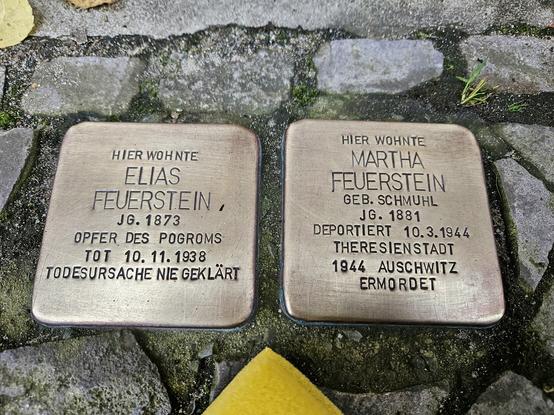 HIER WOHNTE
ELIAS
FEUERSTEIN
JG. 1873
OPFER DES POGROMS
TOT 10.11.1938
TODESURSACHE NIE GEKLÄRT
HIER WOHNTE
MARTHA
FEUERSTEIN
GEB. SCHMUHL
JG. 1881
DEPORTIERT 10.3.1944
THERESIENSTADT
1944 AUSCHWITZ
ERMORDET